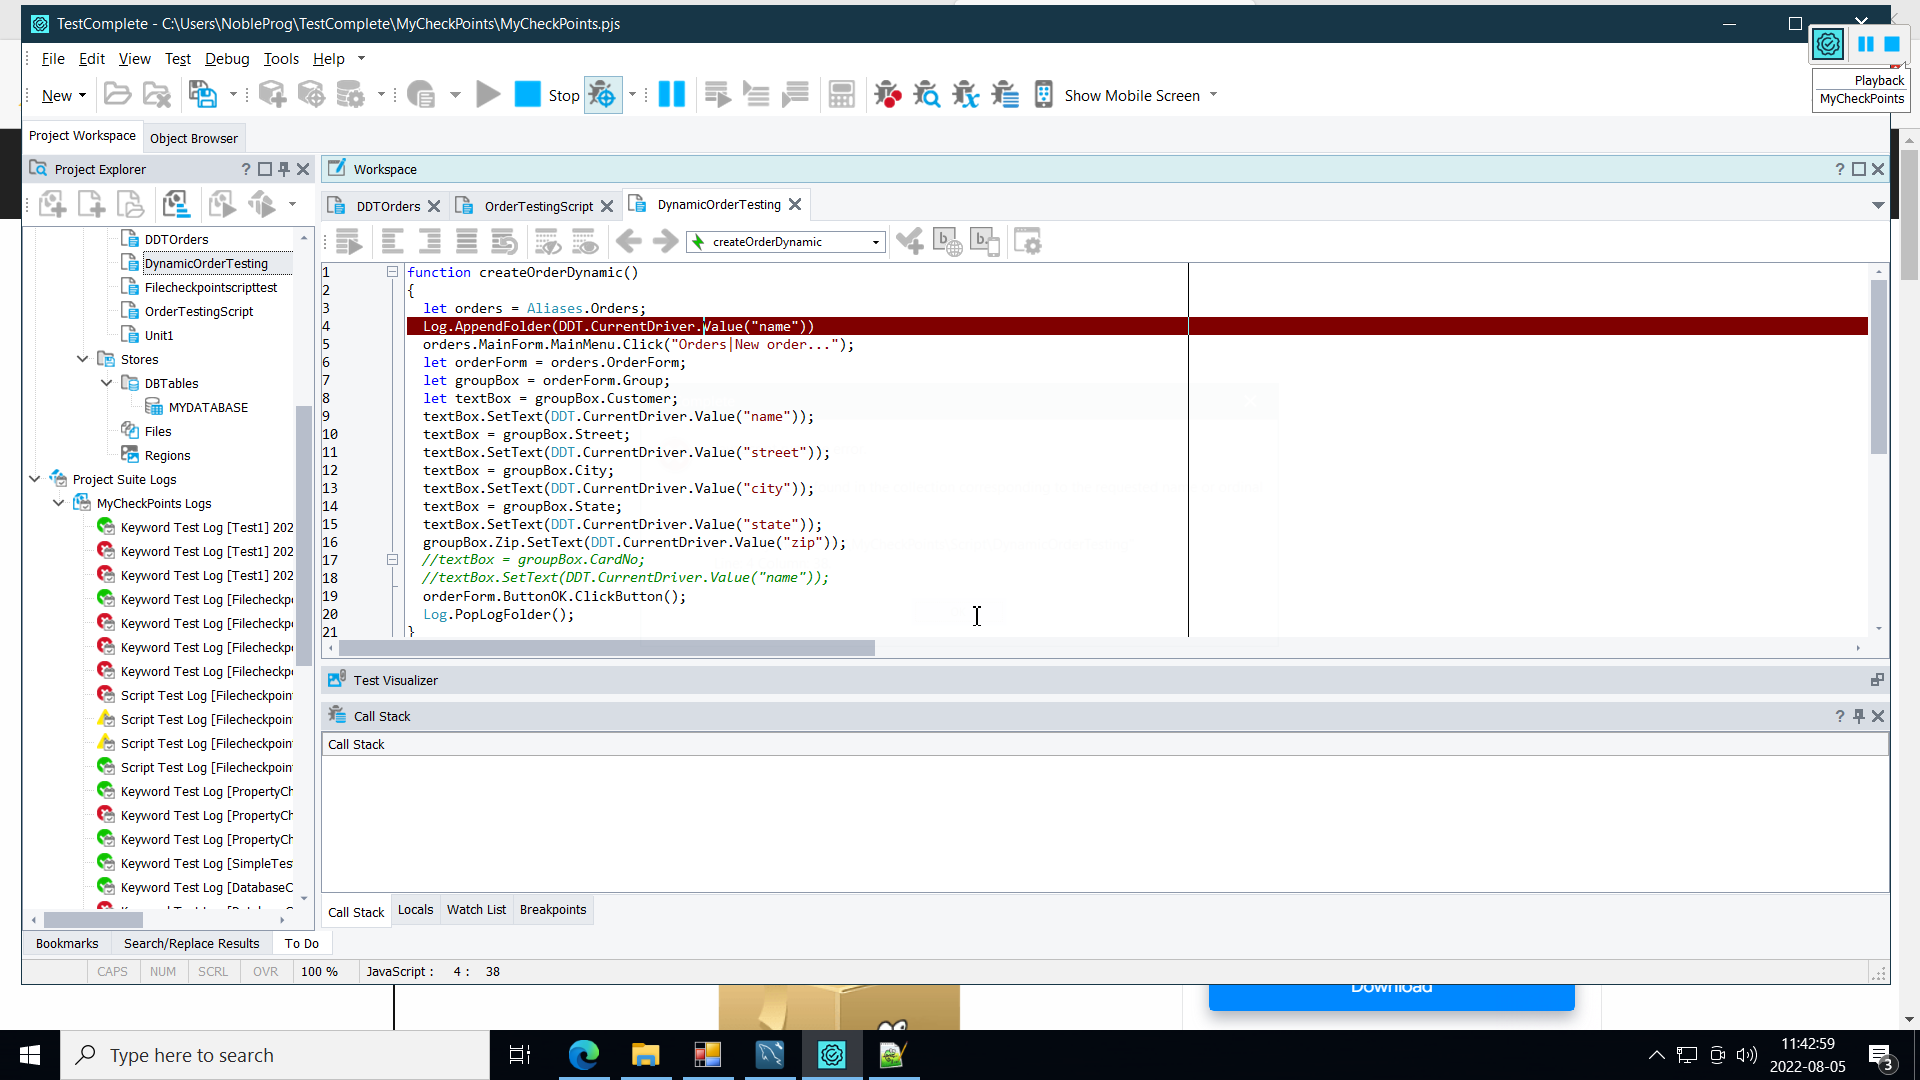 TestComplete - C:\Users\NobleProg\TestComplete\MyCheckPoints\MyCheckPoints.pjs
File Edit View Test Debug Tools Help
New
Stop
Show Mobile Screen
Playback
MyCheckPoints
Project Workspace
Object Browser
Project Explorer
Workspace
DDTOrders
OrderTestingScript
DynamicOrderTesting
createOrderDynamic
DDTOrders
DynamicOrderTesting
Filecheckpointscripttest
OrderTestingScript
Unit1
Stores
DBTables
MYDATABASE
Files
Regions
Project Suite Logs
MyCheckPoints Logs
Keyword Test Log [Test1] 202
Keyword Test Log [Test1] 202
Keyword Test Log [Test1] 202
Keyword Test Log [Filecheckp
Keyword Test Log [Filecheckp
Keyword Test Log [Filecheckp
Keyword Test Log [Filecheckp
Script Test Log [Filecheckpoin
Script Test Log [Filecheckpoin
Script Test Log [Filecheckpoin
Script Test Log [Filecheckpoin
Keyword Test Log [PropertyCh
Keyword Test Log [PropertyCh
Keyword Test Log [PropertyCh
Keyword Test Log [SimpleTes
Keyword Test Log [DatabaseC
1 function createOrderDynamic()
2 {
3 let orders = Aliases.Orders;
4 Log.AppendFolder(DDT.CurrentDriver.Value("name"))
5 orders.MainForm.MainMenu.Click("Orders|New order...");
6 let orderForm = orders.OrderForm;
7 let groupBox = orderForm.Group;
8 let textBox = groupBox.Customer;
9 textBox.SetText(DDT.CurrentDriver.Value("name"));
10 textBox = groupBox.Street;
11 textBox.SetText(DDT.CurrentDriver.Value("street"));
12 textBox = groupBox.City;
13 textBox.SetText(DDT.CurrentDriver.Value("city"));
14 textBox = groupBox.State;
15 textBox.SetText(DDT.CurrentDriver.Value("state"));
16 groupBox.Zip.SetText(DDT.CurrentDriver.Value("zip"));
17 //textBox = groupBox.CardNo;
18 //textBox.SetText(DDT.CurrentDriver.Value("name"));
19 orderForm.ButtonOK.ClickButton();
20 Log.PopLogFolder();
21 }
Test Visualizer
Call Stack
Call Stack
Call Stack
Locals
Watch List
Breakpoints
Bookmarks
Search/Replace Results
To Do
CAPS NUM SCRL OVR 100 % JavaScript : 4 : 38
Download
Type here to search
11:42:59
2022-08-05
3